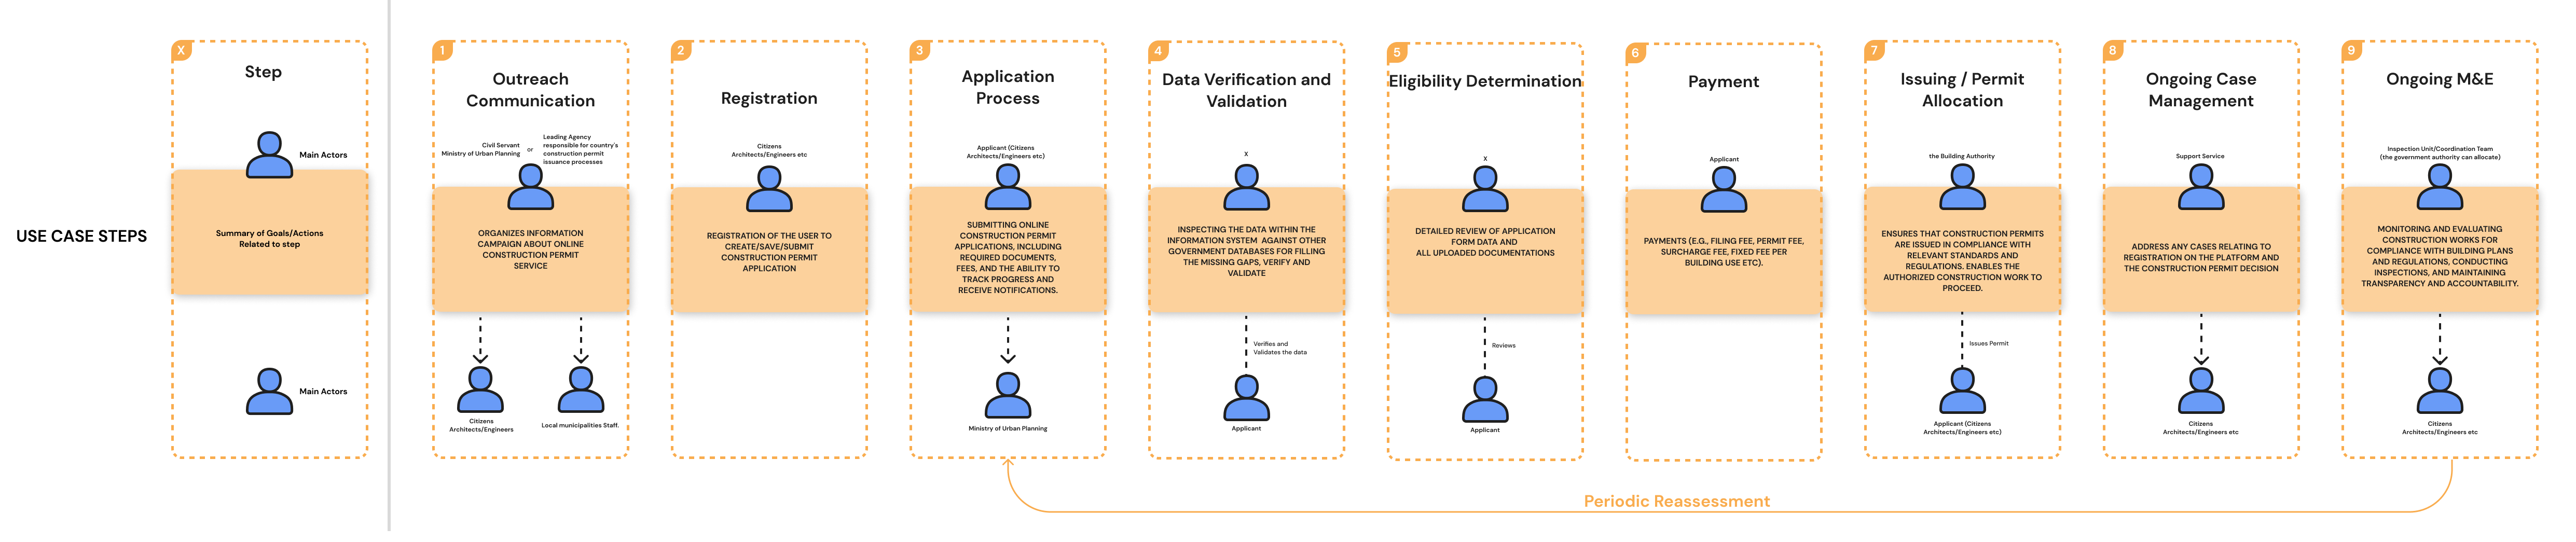 USE CASE STEPS
X
Step
Main Actors
Summary of Goals/Actions
Related to step
Main Actors
1
Outreach
Communication
Civil Servant
Ministry of Urban Planning
or
Leading Agency
responsible for country's
construction permit
issuance processes
ORGANIZES INFORMATION
CAMPAIGN ABOUT ONLINE
CONSTRUCTION PERMIT
SERVICE
Citizens
Architects/Engineers
Local municipalities Staff.
2
Registration
Citizens
Architects/Engineers etc
REGISTRATION OF THE USER TO
CREATE/SAVE/SUBMIT
CONSTRUCTION PERMIT
APPLICATION
3
Application
Process
Applicant (Citizens
Architects/Engineers etc)
SUBMITTING ONLINE
CONSTRUCTION PERMIT
APPLICATIONS, INCLUDING
REQUIRED DOCUMENTS,
FEES, AND THE ABILITY TO
TRACK PROGRESS AND
RECEIVE NOTIFICATIONS.
Ministry of Urban Planning
4
Data Verification and
Validation
X
INSPECTING THE DATA WITHIN THE
INFORMATION SYSTEM AGAINST OTHER
GOVERNMENT DATABASES FOR FILLING
THE MISSING GAPS, VERIFY AND
VALIDATE
Verifies and
Validates the data
Applicant
5
Eligibility Determination
X
DETAILED REVIEW OF APPLICATION
FORM DATA AND
ALL UPLOADED DOCUMENTATIONS
Reviews
Applicant
6
Payment
Applicant
PAYMENTS (E.G., FILING FEE, PERMIT FEE,
SURCHARGE FEE, FIXED FEE PER
BUILDING USE ETC).
7
Issuing / Permit
Allocation
the Building Authority
ENSURES THAT CONSTRUCTION PERMITS
ARE ISSUED IN COMPLIANCE WITH
RELEVANT STANDARDS AND
REGULATIONS. ENABLES THE
AUTHORIZED CONSTRUCTION WORK TO
PROCEED.
Issues Permit
Applicant (Citizens
Architects/Engineers etc)
8
Ongoing Case
Management
Support Service
ADDRESS ANY CASES RELATING TO
REGISTRATION ON THE PLATFORM AND
THE CONSTRUCTION PERMIT DECISION
Citizens
Architects/Engineers etc
9
Ongoing M&E
Inspection Unit/Coordination Team
(the government authority can allocate)
MONITORING AND EVALUATING
CONSTRUCTION WORKS FOR
COMPLIANCE WITH BUILDING PLANS
AND REGULATIONS, CONDUCTING
INSPECTIONS, AND MAINTAINING
TRANSPARENCY AND ACCOUNTABILITY.
Citizens
Architects/Engineers etc
Periodic Reassessment